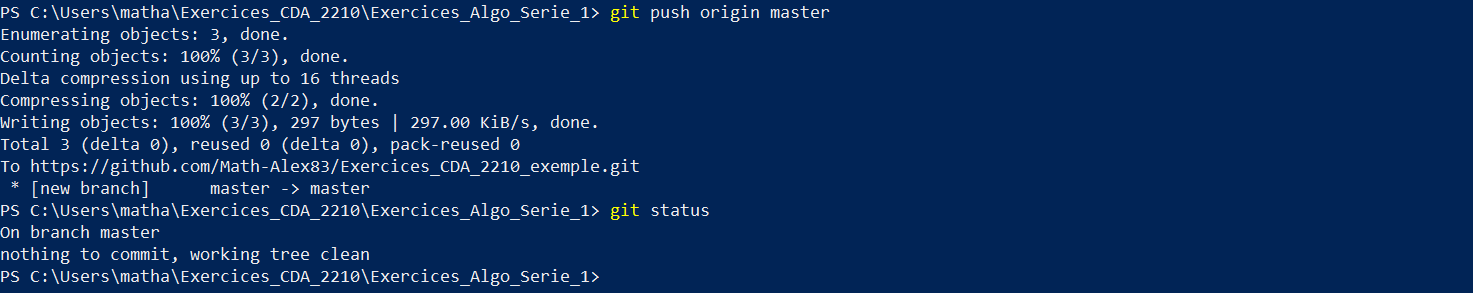 PS C:\Users\matha\Exercices_CDA_2210\Exercices_Algo_Serie_1> git push origin master
Enumerating objects: 3, done.
Counting objects: 100% (3/3), done.
Delta compression using up to 16 threads
Compressing objects: 100% (2/2), done.
Writing objects: 100% (3/3), 297 bytes | 297.00 KiB/s, done.
Total 3 (delta 0), reused 0 (delta 0), pack-reused 0
To https://github.com/Math-Alex83/Exercices_CDA_2210_exemple.git
 * [new branch]      master -> master
PS C:\Users\matha\Exercices_CDA_2210\Exercices_Algo_Serie_1> git status
On branch master
nothing to commit, working tree clean
PS C:\Users\matha\Exercices_CDA_2210\Exercices_Algo_Serie_1>